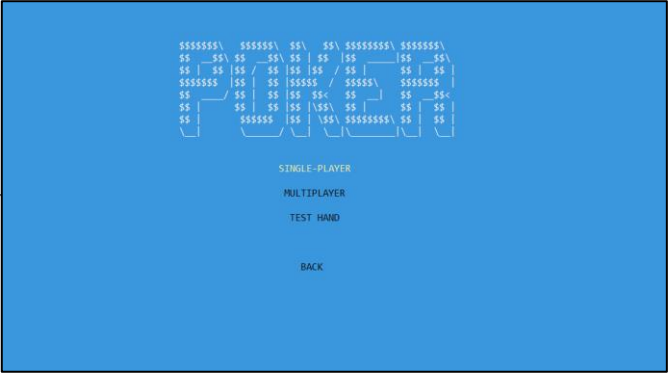 POKER
SINGLE-PLAYER
MULTIPLAYER
TEST HAND
BACK